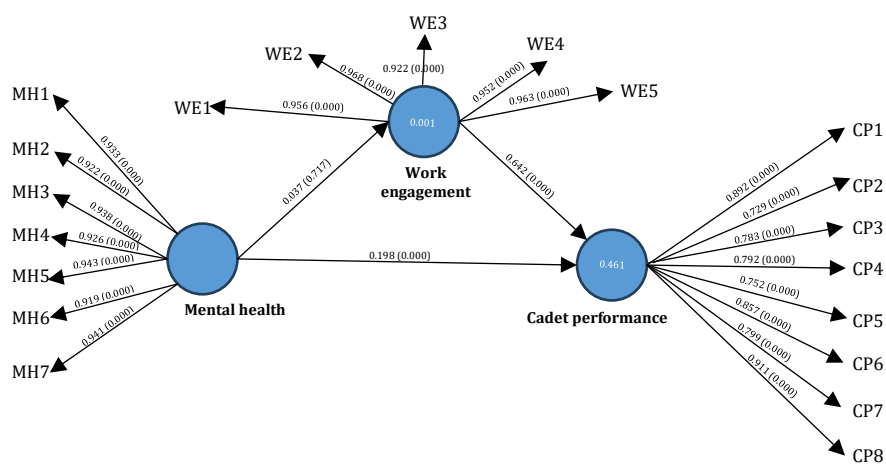 WE3
WE2
WE4
0.922 (0.000)
0.968 (0.000)
0.952 (0.000)
WE1
0.956 (0.000)
0.963 (0.000)
WE5
0.001
Work
engagement
MH1
0.933 (0.000)
MH2
0.922 (0.000)
MH3
0.938 (0.000)
MH4
0.926 (0.000)
MH5
0.943 (0.000)
MH6
0.919 (0.000)
MH7
0.941 (0.000)
Mental health
0.037 (0.717)
0.642 (0.000)
0.198 (0.000)
0.461
Cadet performance
CP1
0.892 (0.000)
CP2
0.729 (0.000)
CP3
0.783 (0.000)
CP4
0.792 (0.000)
CP5
0.752 (0.000)
CP6
0.857 (0.000)
CP7
0.799 (0.000)
CP8
0.911 (0.000)